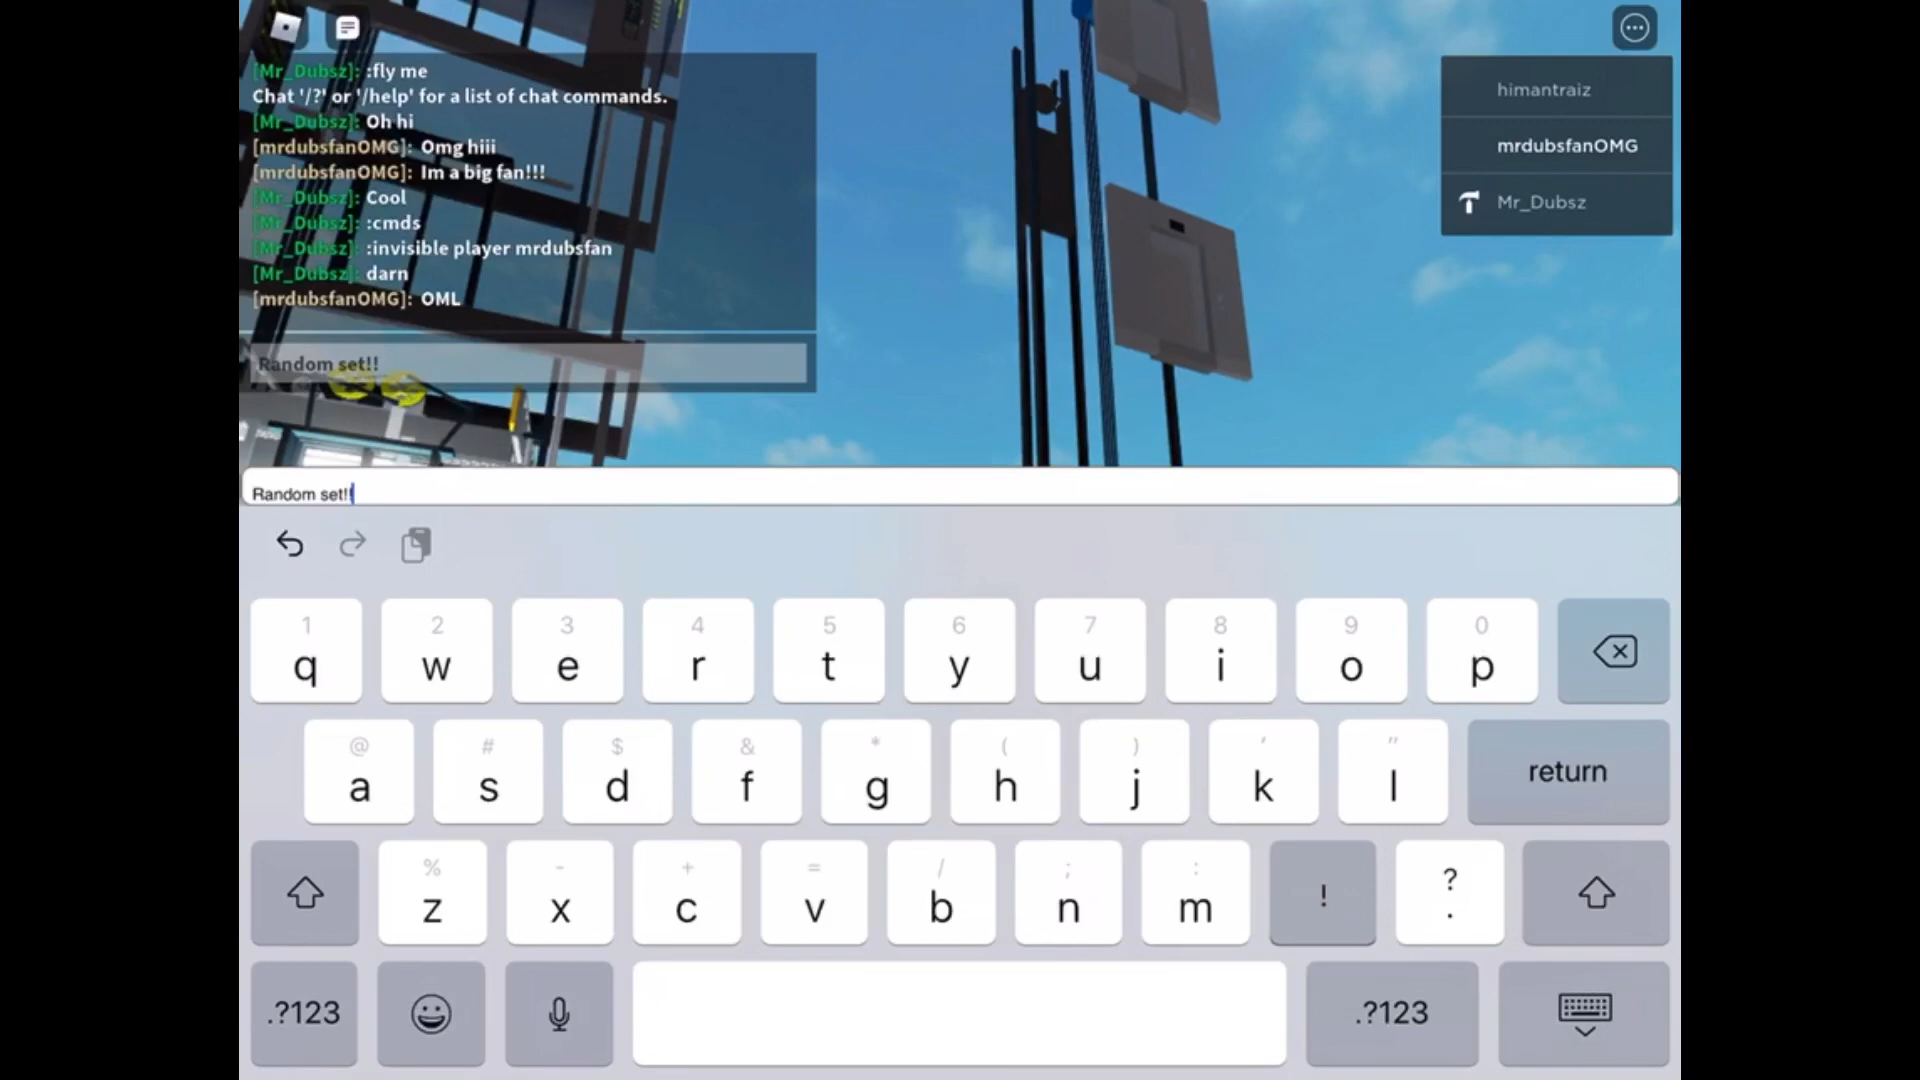 [Mr_Dubsz]: :fly me
Chat '/?' or '/help' for a list of chat commands.
[Mr_Dubsz]: Oh hi
[mrdubsfanOMG]: Omg hiii
[mrdubsfanOMG]: Im a big fan!!!
[Mr_Dubsz]: Cool
[Mr_Dubsz]: :cmds
[Mr_Dubsz]: :invisible player mrdubsfan
[Mr_Dubsz]: darn
[mrdubsfanOMG]: OML
Random set!!
himantraiz
mrdubsfanOMG
Mr_Dubsz
Random set!!
1 2 3 4 5 6 7 8 9 0
q w e r t y u i o p
@ # $ & * ( ) ' "
a s d f g h j k l return
% - + = / ; : ?
z x c v b n m ! .
.?123 .?123